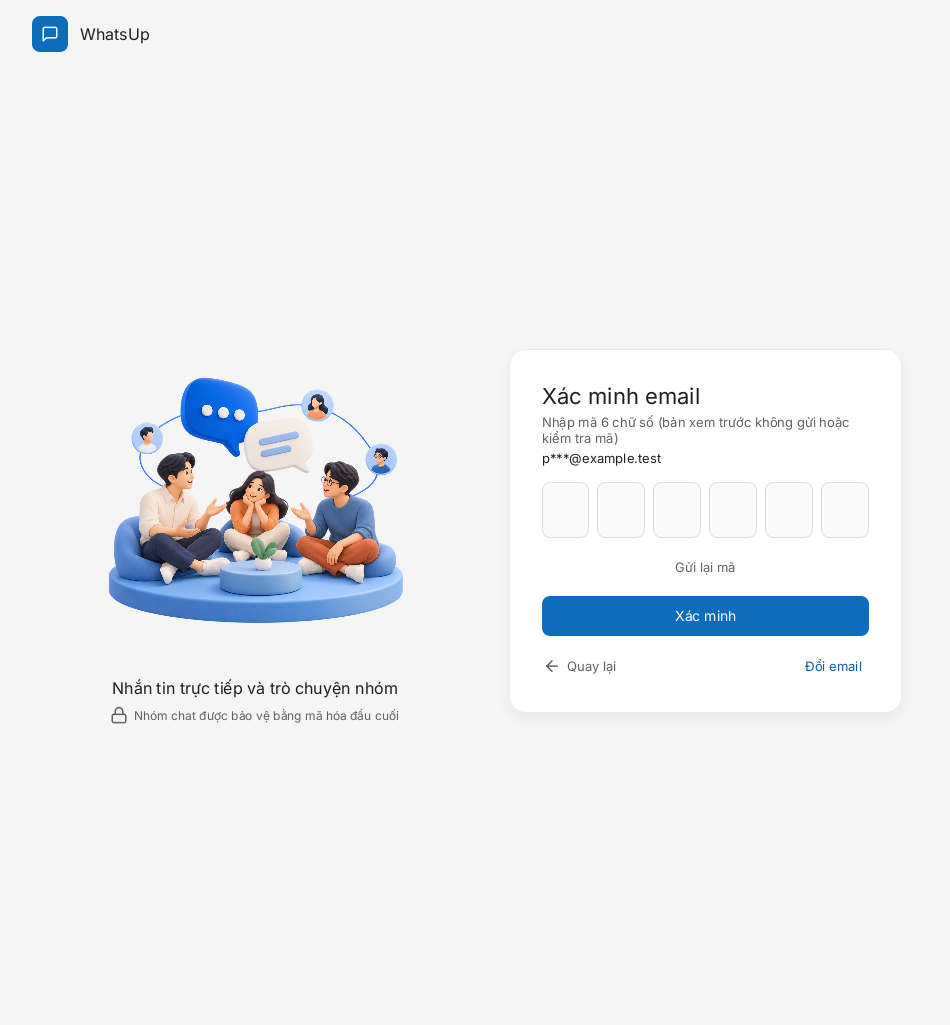 WhatsUp
Xác minh email
Nhập mã 6 chữ số (bản xem trước không gửi hoặc
kiểm tra mã)
p***@example.test
Gửi lại mã
Xác minh
Quay lại
Đổi email
Nhắn tin trực tiếp và trò chuyện nhóm
Nhóm chat được bảo vệ bằng mã hóa đầu cuối